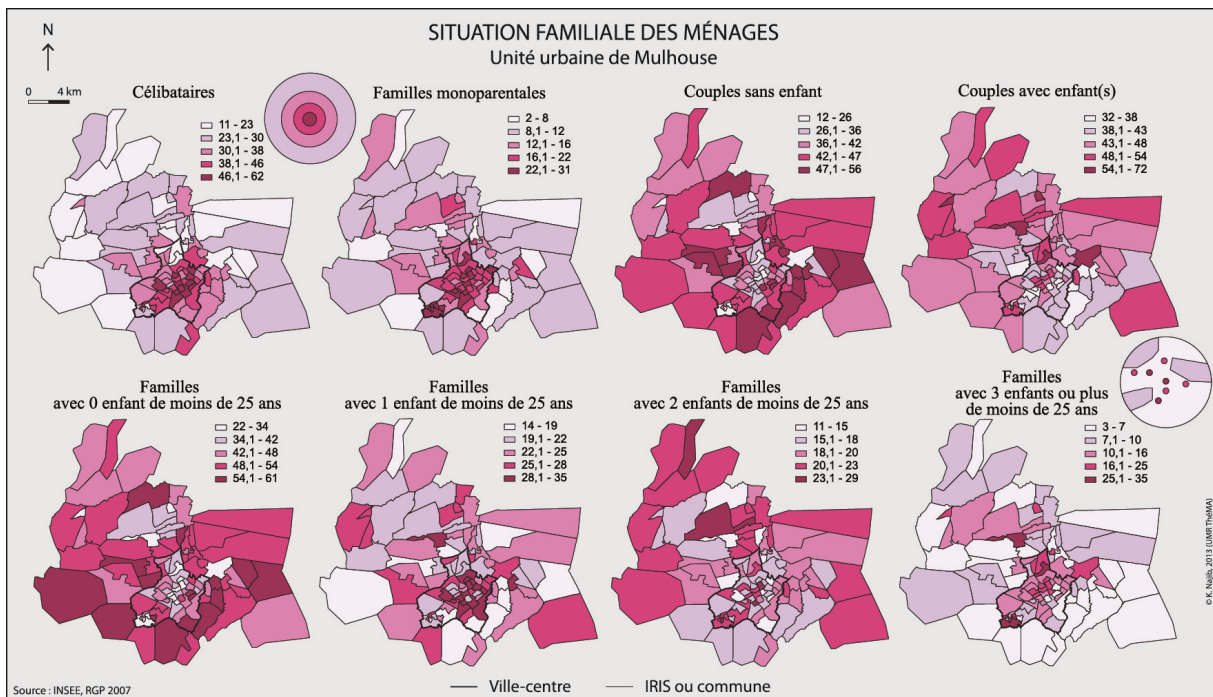 SITUATION FAMILIALE DES MÉNAGES
Unité urbaine de Mulhouse
N
0 4 km
Célibataires
11 - 23
23,1 - 30
30,1 - 38
38,1 - 46
46,1 - 62
Familles monoparentales
2 - 8
8,1 - 12
12,1 - 16
16,1 - 22
22,1 - 31
Couples sans enfant
12 - 26
26,1 - 36
36,1 - 42
42,1 - 47
47,1 - 56
Couples avec enfant(s)
32 - 38
38,1 - 43
43,1 - 48
48,1 - 54
54,1 - 72
Familles
avec 0 enfant de moins de 25 ans
22 - 34
34,1 - 42
42,1 - 48
48,1 - 54
54,1 - 61
Familles
avec 1 enfant de moins de 25 ans
14 - 19
19,1 - 22
22,1 - 25
25,1 - 28
28,1 - 35
Familles
avec 2 enfants de moins de 25 ans
11 - 15
15,1 - 18
18,1 - 20
20,1 - 23
23,1 - 29
Familles
avec 3 enfants ou plus
de moins de 25 ans
3 - 7
7,1 - 10
10,1 - 16
16,1 - 25
25,1 - 35
© K. Najib, 2013 (UMR ThéMA)
Source : INSEE, RGP 2007
Ville-centre
IRIS ou commune